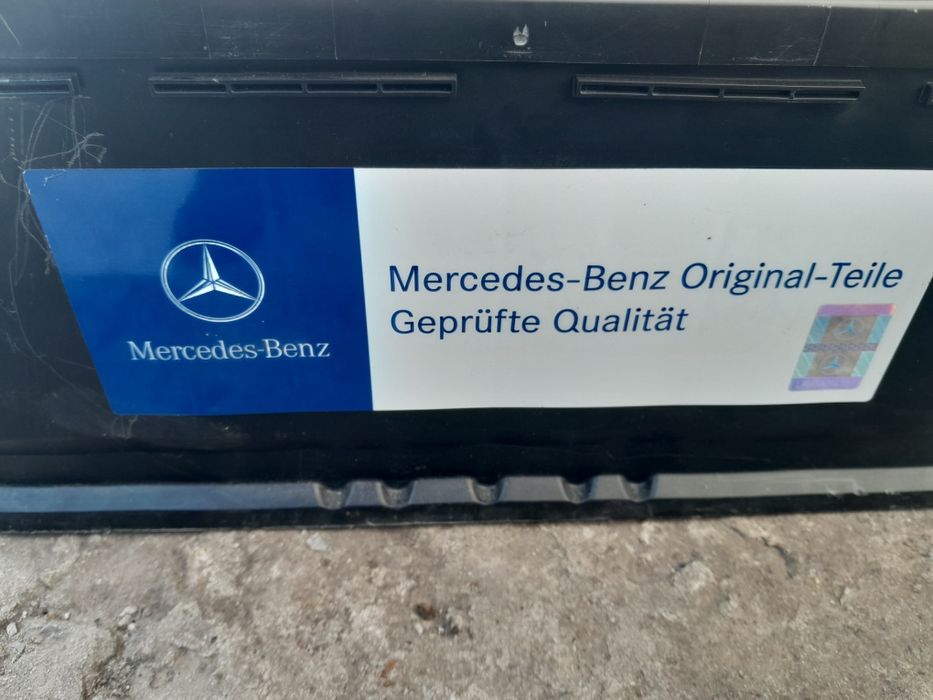 Mercedes-Benz
Mercedes-Benz Original-Teile
Geprüfte Qualität